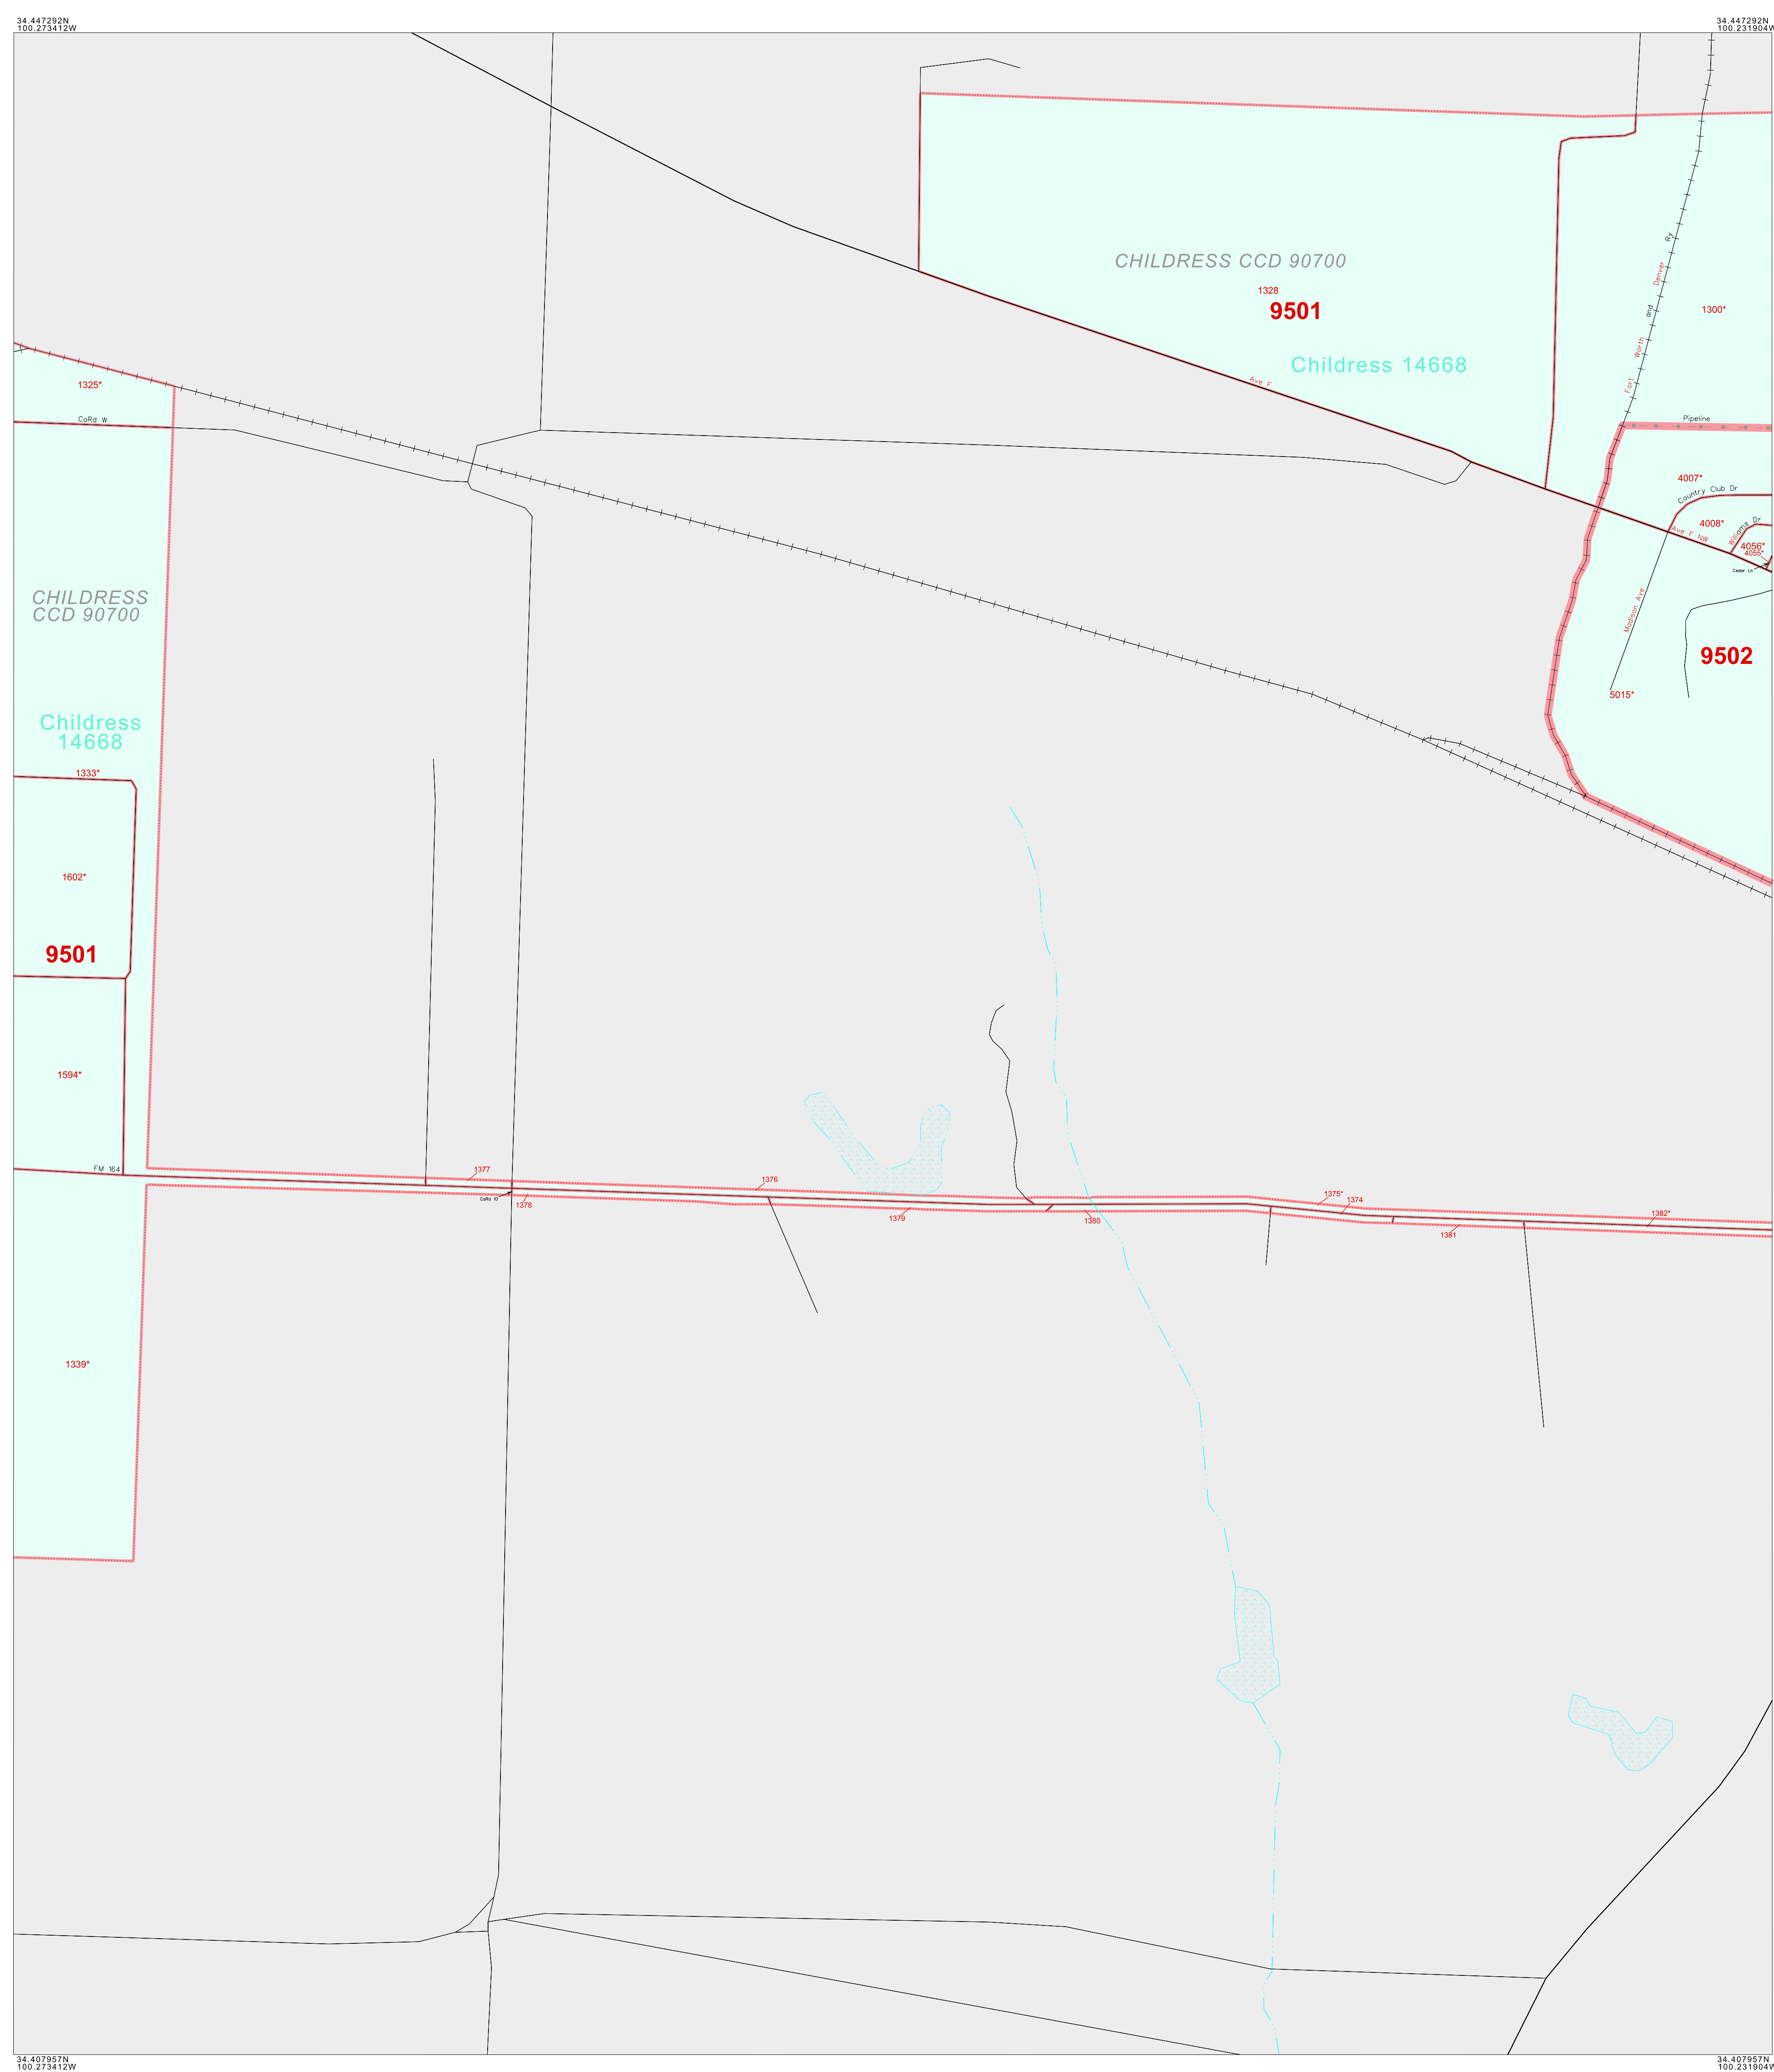 34.447292N
100.273412W
34.447292N
100.231904W
CHILDRESS CCD 90700
1328
9501
Childress 14668
Ave F
Fort Worth and Denver Ry
1300*
Pipeline
4007*
Country Club Dr
4008*
Williams Dr
Ave F NW
4056*
4055*
Cedar Ln
Madison Ave
9502
5015*
1325*
CoRd W
CHILDRESS
CCD 90700
Childress
14668
1333*
1602*
9501
1594*
FM 164
1377
1376
1375*
1374
1382*
CoRd 10
1378
1379
1380
1381
1339*
34.407957N
100.273412W
34.407957N
100.231904W